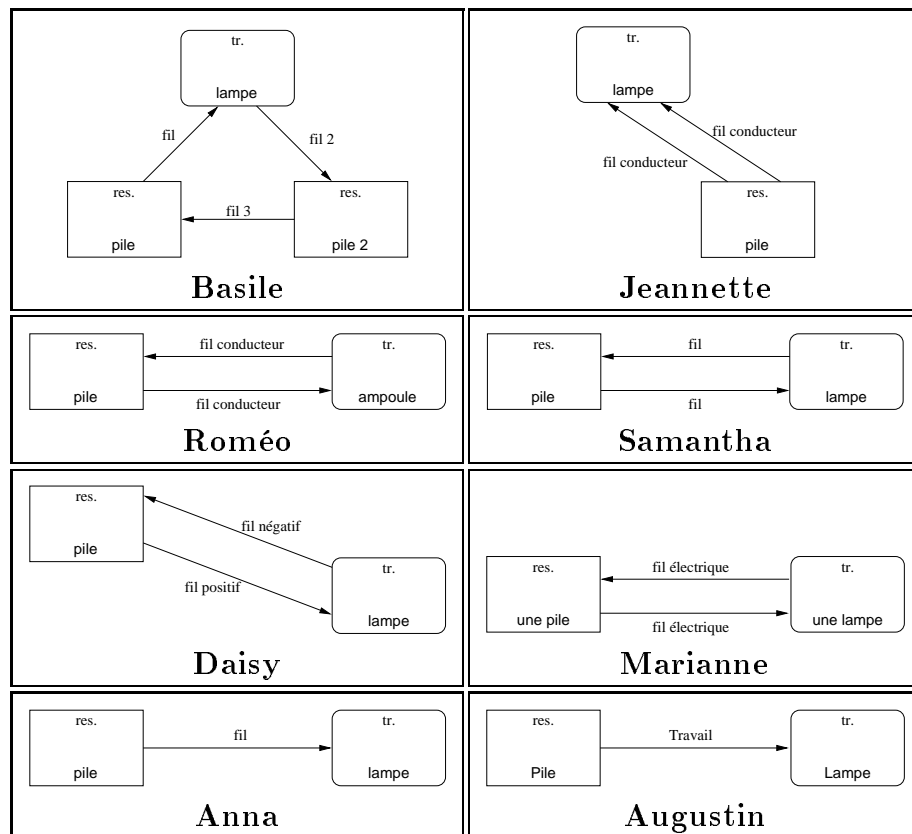 tr.
lampe
fil
fil 2
res.
pile
fil 3
res.
pile 2
Basile
tr.
lampe
fil conducteur
fil conducteur
res.
pile
Jeannette
res.
pile
fil conducteur
fil conducteur
tr.
ampoule
Roméo
res.
pile
fil
fil
tr.
lampe
Samantha
res.
pile
fil négatif
fil positif
tr.
lampe
Daisy
res.
une pile
fil électrique
fil électrique
tr.
une lampe
Marianne
res.
pile
fil
tr.
lampe
Anna
res.
Pile
Travail
tr.
Lampe
Augustin